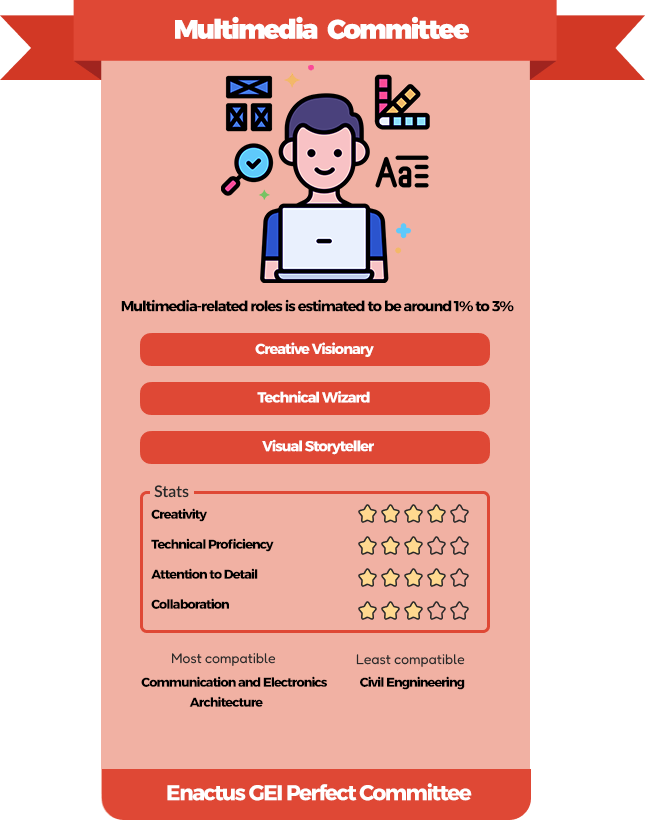 Multimedia Committee
Aa
Multimedia-related roles is estimated to be around 1% to 3%
Creative Visionary
Technical Wizard
Visual Storyteller
Stats
Creativity
Technical Proficiency
Attention to Detail
Collaboration
Most compatible
Least compatible
Communication and Electronics
Civil Engnineering
Architecture
Enactus GEI Perfect Committee